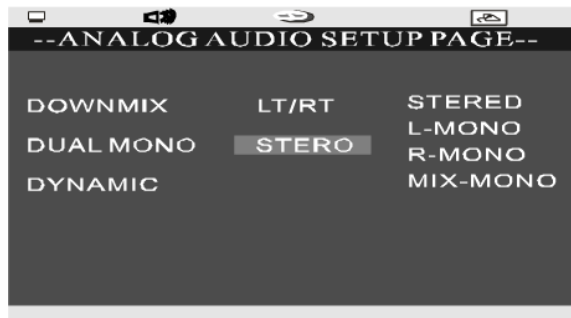 --ANALOG AUDIO SETUP PAGE--
DOWNMIX LT/RT STERED
L-MONO
DUAL MONO STERO R-MONO
DYNAMIC MIX-MONO